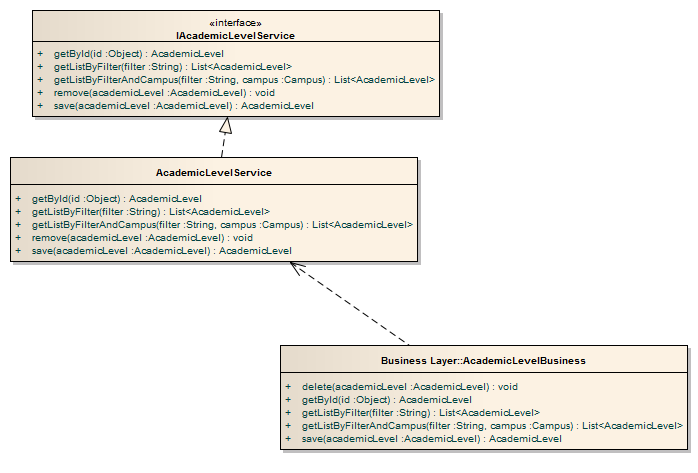 «interface»
IAcademicLevelService
+ getById(id :Object) : AcademicLevel
+ getListByFilter(filter :String) : List<AcademicLevel>
+ getListByFilterAndCampus(filter :String, campus :Campus) : List<AcademicLevel>
+ remove(academicLevel :AcademicLevel) : void
+ save(academicLevel :AcademicLevel) : AcademicLevel
AcademicLevelService
+ getById(id :Object) : AcademicLevel
+ getListByFilter(filter :String) : List<AcademicLevel>
+ getListByFilterAndCampus(filter :String, campus :Campus) : List<AcademicLevel>
+ remove(academicLevel :AcademicLevel) : void
+ save(academicLevel :AcademicLevel) : AcademicLevel
Business Layer::AcademicLevelBusiness
+ delete(academicLevel :AcademicLevel) : void
+ getById(id :Object) : AcademicLevel
+ getListByFilter(filter :String) : List<AcademicLevel>
+ getListByFilterAndCampus(filter :String, campus :Campus) : List<AcademicLevel>
+ save(academicLevel :AcademicLevel) : AcademicLevel